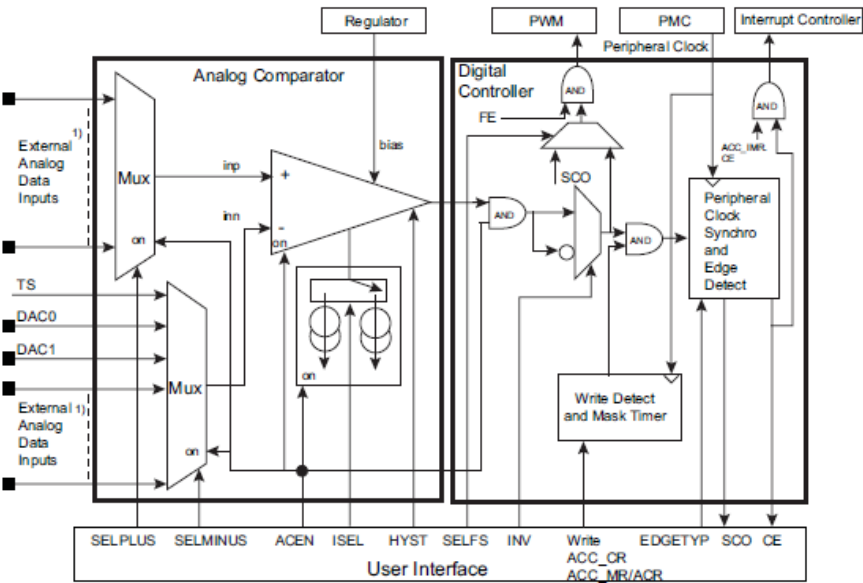 Regulator
PWM
PMC
Interrupt Controller
Peripheral Clock
Analog Comparator
Digital
Controller
AND
AND
FE
External 1)
Analog
Data
Inputs
Mux
on
inp
inn
bias
+
-
on
SCO
ACC_IMR.
CE
AND
AND
Peripheral
Clock
Synchro
and
Edge
Detect
TS
DAC0
DAC1
Mux
on
on
External 1)
Analog
Data
Inputs
Write Detect
and Mask Timer
SELPLUS SELMINUS ACEN ISEL HYST SELFS INV Write EDGETYP SCO CE
ACC_CR
ACC_MR/ACR
User Interface